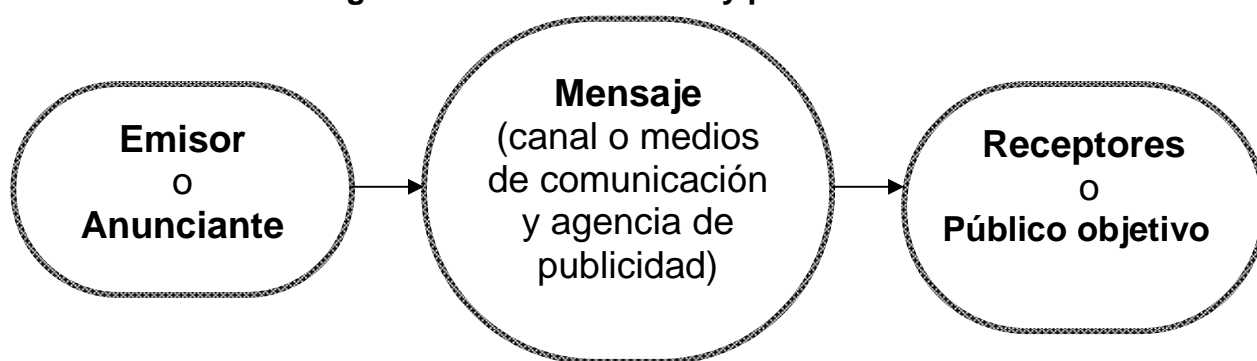 Emisor
o
Anunciante
Mensaje
(canal o medios
de comunicación
y agencia de
publicidad)
Receptores
o
Público objetivo